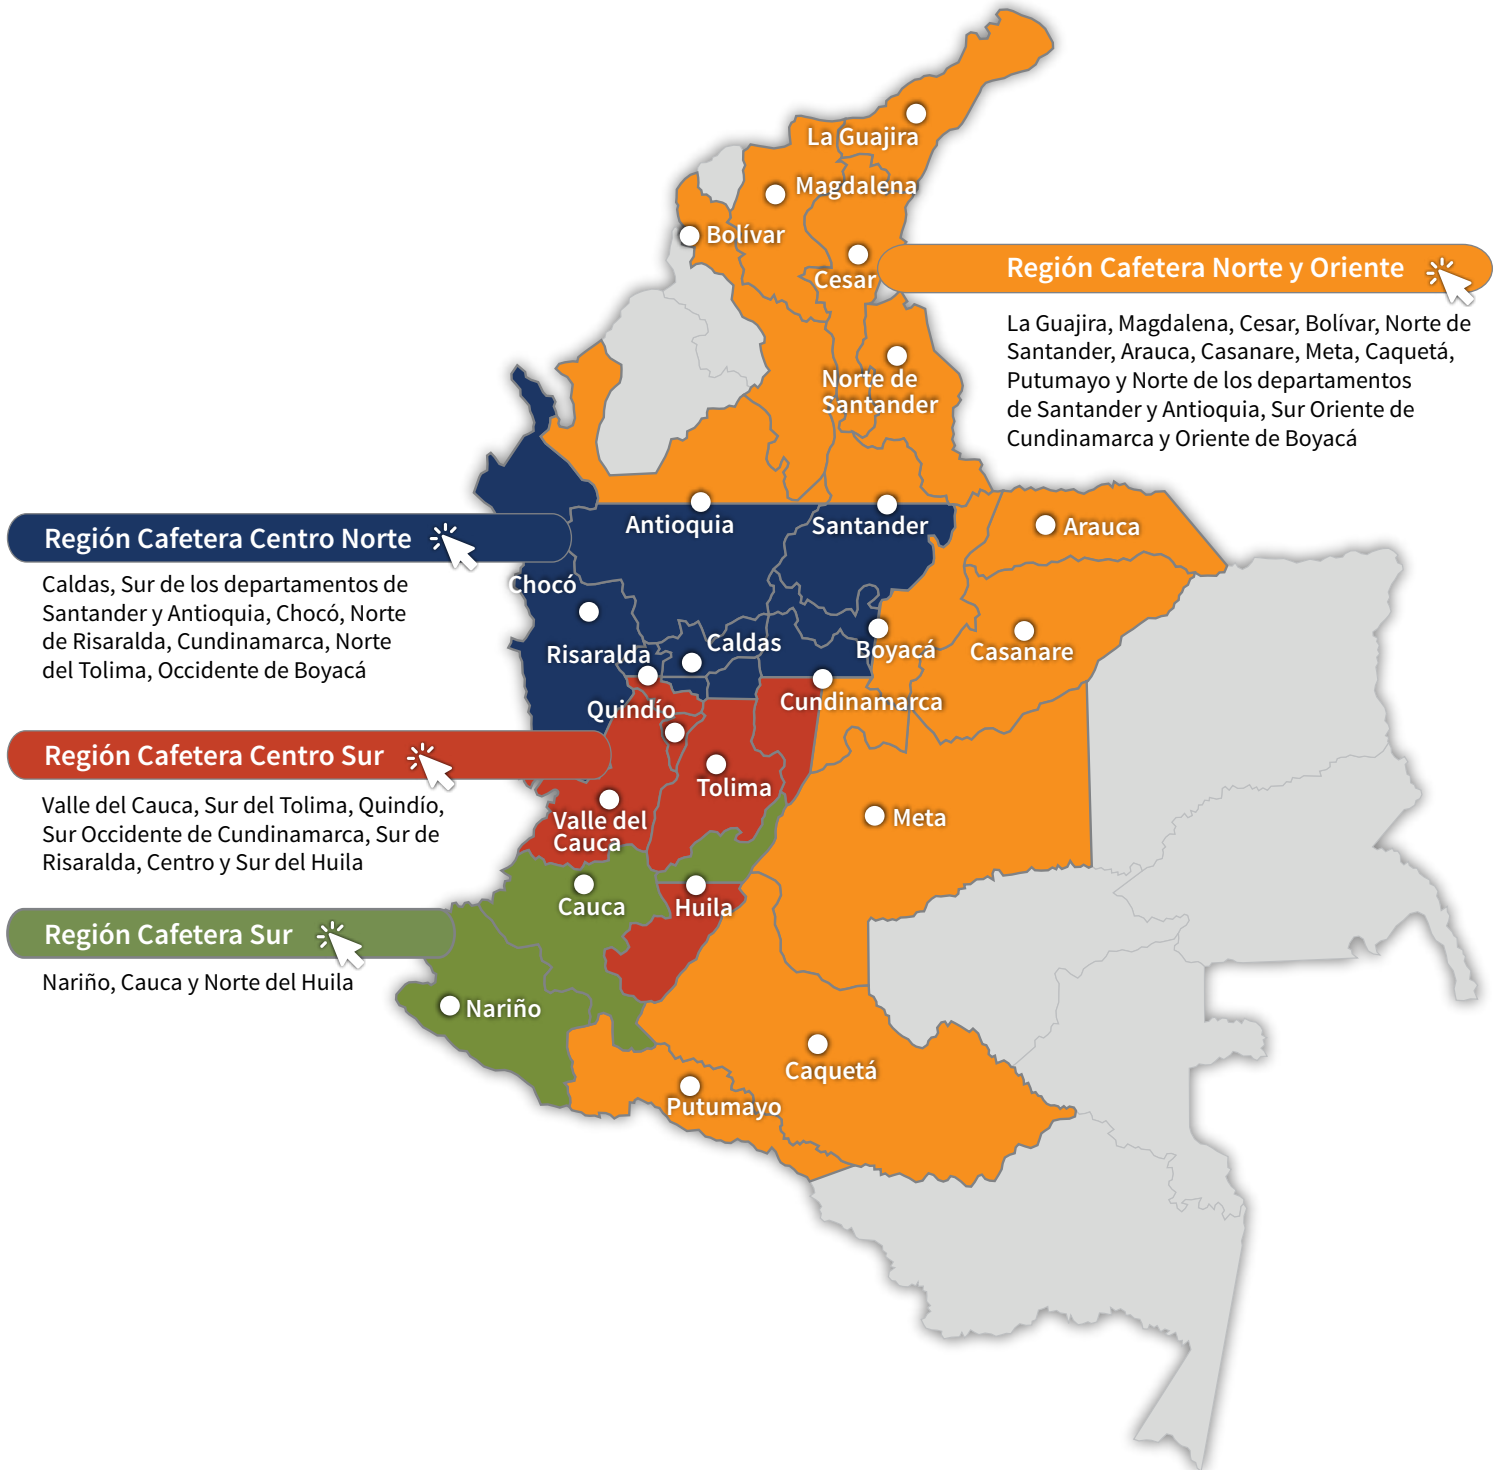 La Guajira
Magdalena
Bolívar
Cesar
Región Cafetera Norte y Oriente
La Guajira, Magdalena, Cesar, Bolívar, Norte de
Santander, Arauca, Casanare, Meta, Caquetá,
Putumayo y Norte de los departamentos
de Santander y Antioquia, Sur Oriente de
Cundinamarca y Oriente de Boyacá
Norte de
Santander
Antioquia
Santander
Arauca
Región Cafetera Centro Norte
Caldas, Sur de los departamentos de
Santander y Antioquia, Chocó, Norte
de Risaralda, Cundinamarca, Norte
del Tolima, Occidente de Boyacá
Chocó
Risaralda
Caldas
Boyacá
Casanare
Quindío
Cundinamarca
Región Cafetera Centro Sur
Valle del Cauca, Sur del Tolima, Quindío,
Sur Occidente de Cundinamarca, Sur de
Risaralda, Centro y Sur del Huila
Tolima
Valle del
Cauca
Meta
Cauca
Huila
Región Cafetera Sur
Nariño, Cauca y Norte del Huila
Nariño
Caquetá
Putumayo